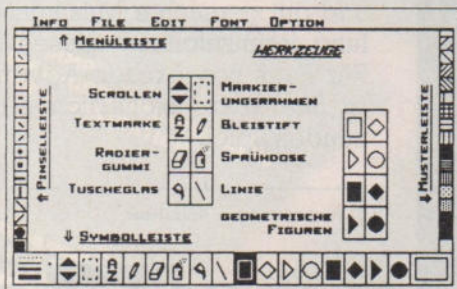 INFO FILE EDIT FONT OPTION
⇑ MENÜLEISTE
WERKZEUGE
SCROLLEN
MARKIER-
UNGSRAHMEN
TEXTMARKE
A
Z
BLEISTIFT
RADIER-
GUMMI
SPRÜHDOSE
TUSCHEGLAS
LINIE
GEOMETRISCHE
FIGUREN
⇑ PINSELLEISTE
⇓ MUSTERLEISTE
⇓ SYMBOLLEISTE
A
Z